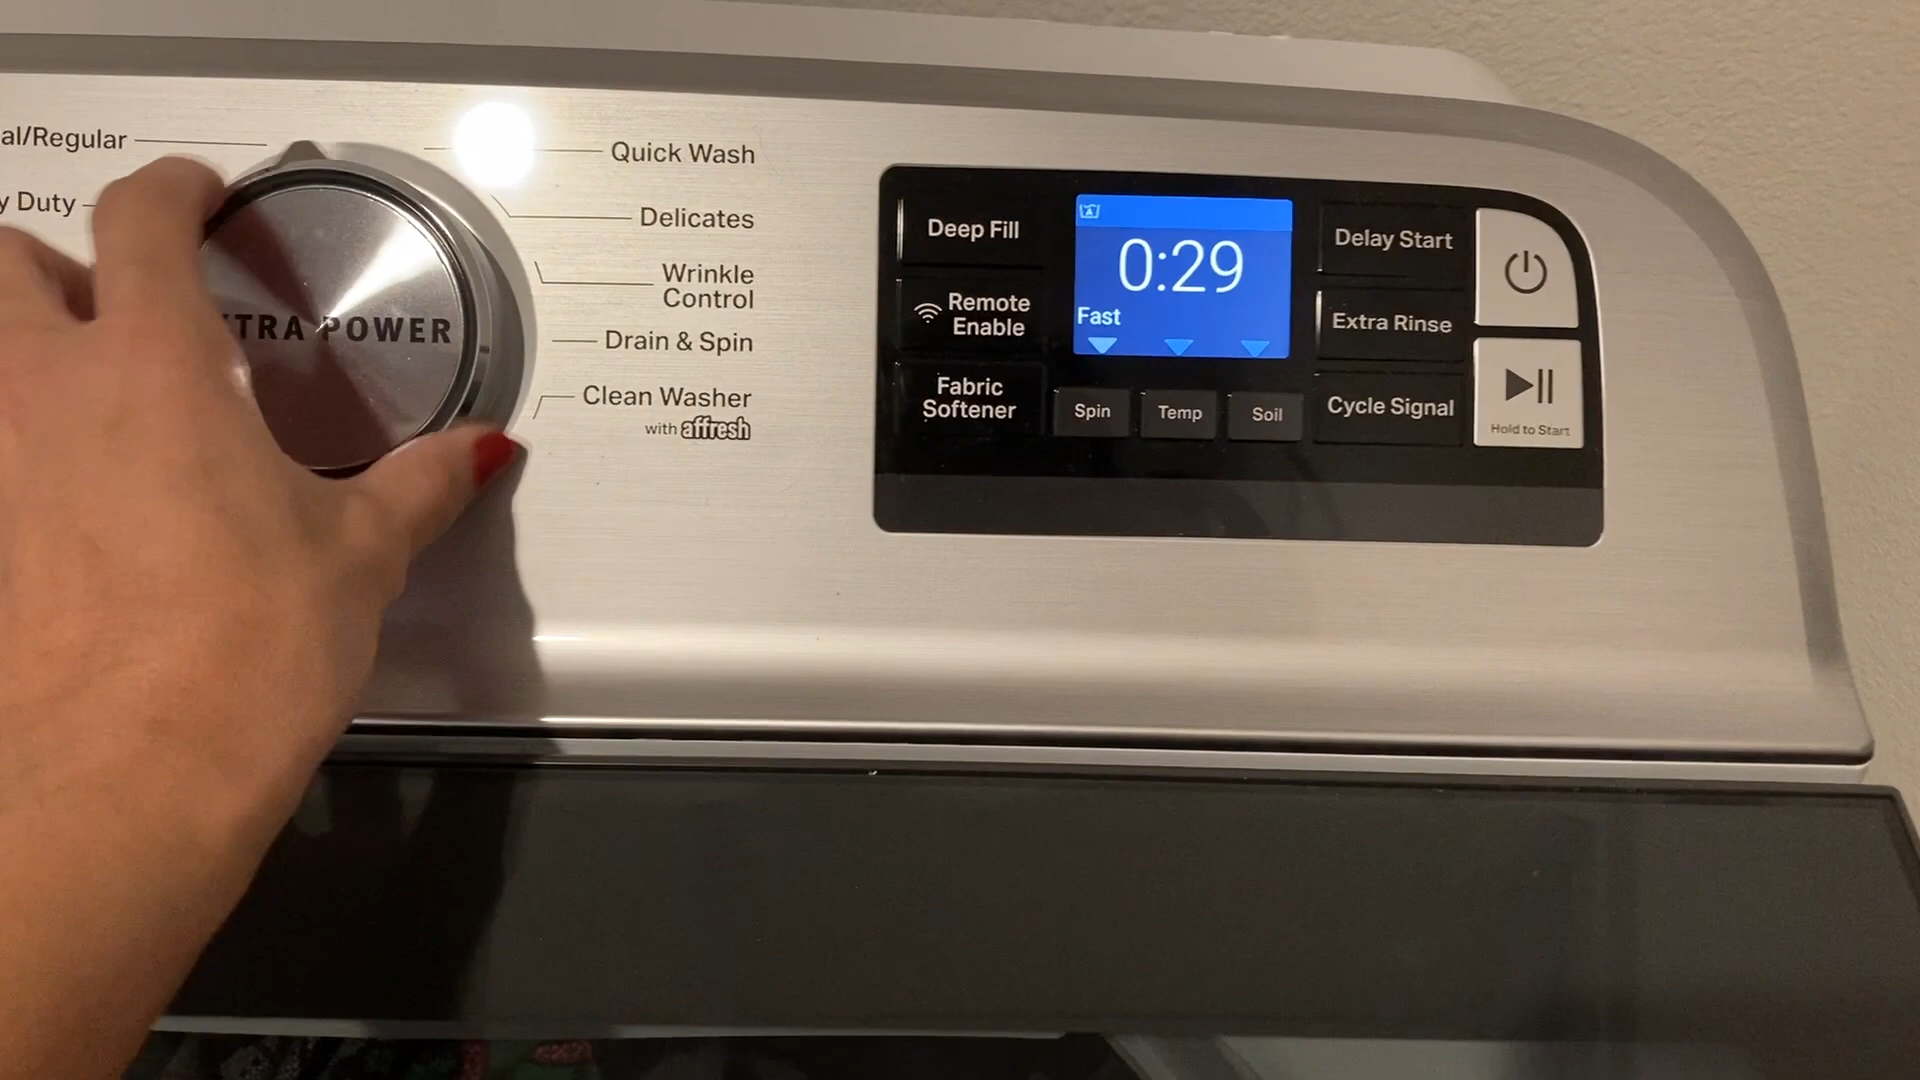 al/Regular
y Duty
XTRA POWER
Quick Wash
Delicates
Wrinkle
Control
Drain & Spin
Clean Washer
with affresh
Deep Fill
Remote
Enable
Fabric
Softener
0:29
Fast
Spin
Temp
Soil
Delay Start
Extra Rinse
Cycle Signal
Hold to Start